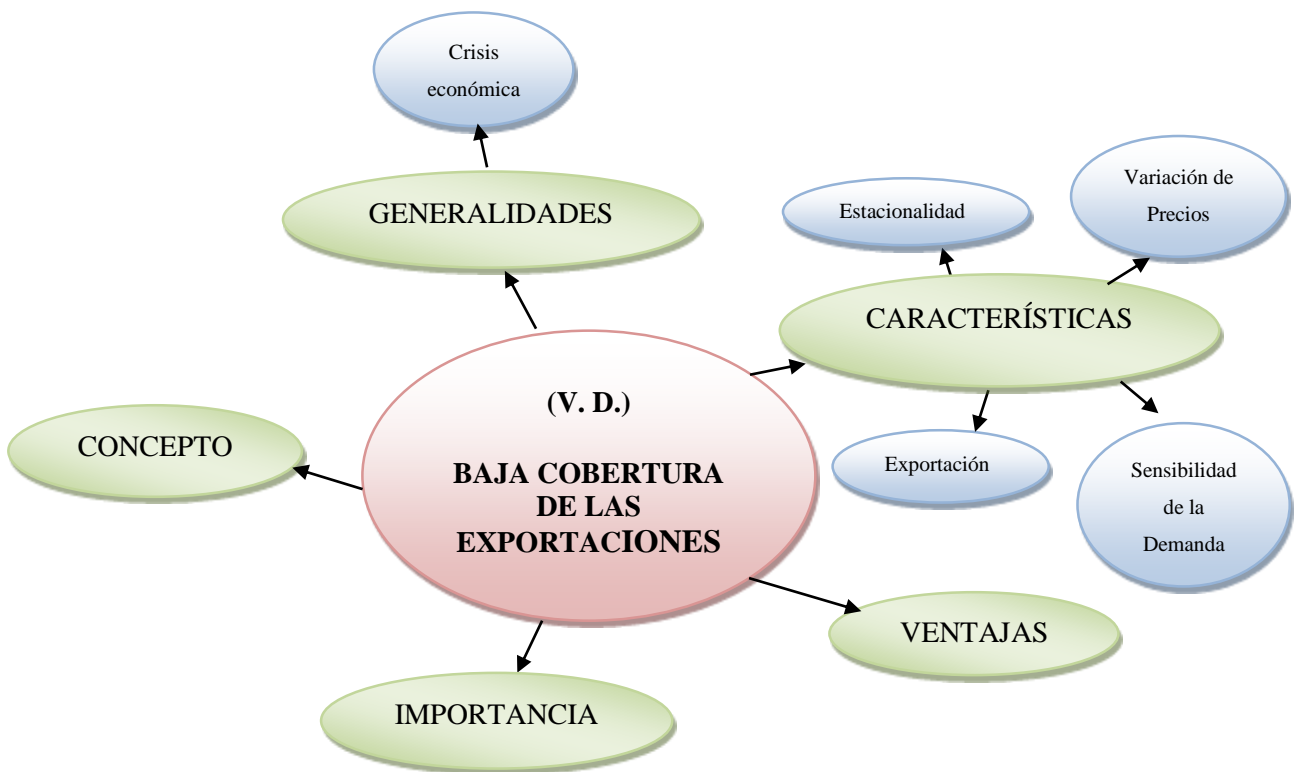 Crisis
económica
GENERALIDADES
Estacionalidad
Variación de
Precios
CARACTERÍSTICAS
(V. D.)
BAJA COBERTURA
DE LAS
EXPORTACIONES
CONCEPTO
Exportación
Sensibilidad
de la
Demanda
VENTAJAS
IMPORTANCIA